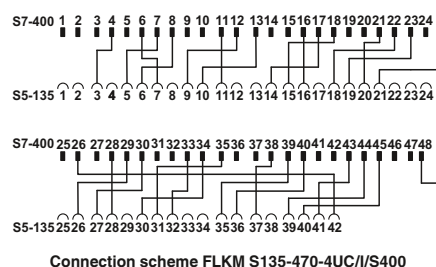 S7-400 1 2 3 4 5 6 7 8 9 10 11 12 13 14 15 16 17 18 19 20 21 22 23 24
S5-135 1 2 3 4 5 6 7 8 9 10 11 12 13 14 15 16 17 18 19 20 21 22 23 24
S7-400 25 26 27 28 29 30 31 32 33 34 35 36 37 38 39 40 41 42 43 44 45 46 47 48
S5-135 25 26 27 28 29 30 31 32 33 34 35 36 37 38 39 40 41 42
Connection scheme FLKM S135-470-4UC/I/S400